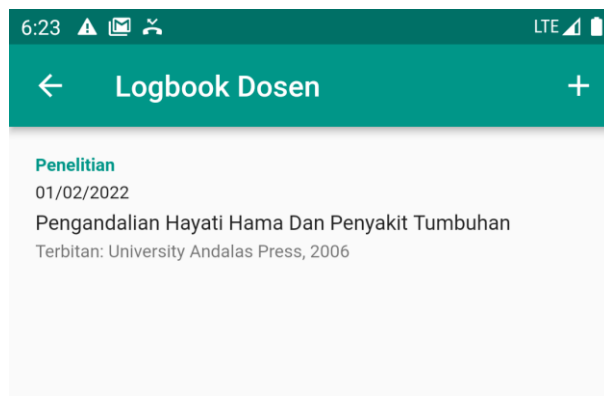 6:23 LTE
Logbook Dosen
Penelitian
01/02/2022
Pengandalian Hayati Hama Dan Penyakit Tumbuhan
Terbitan: University Andalas Press, 2006